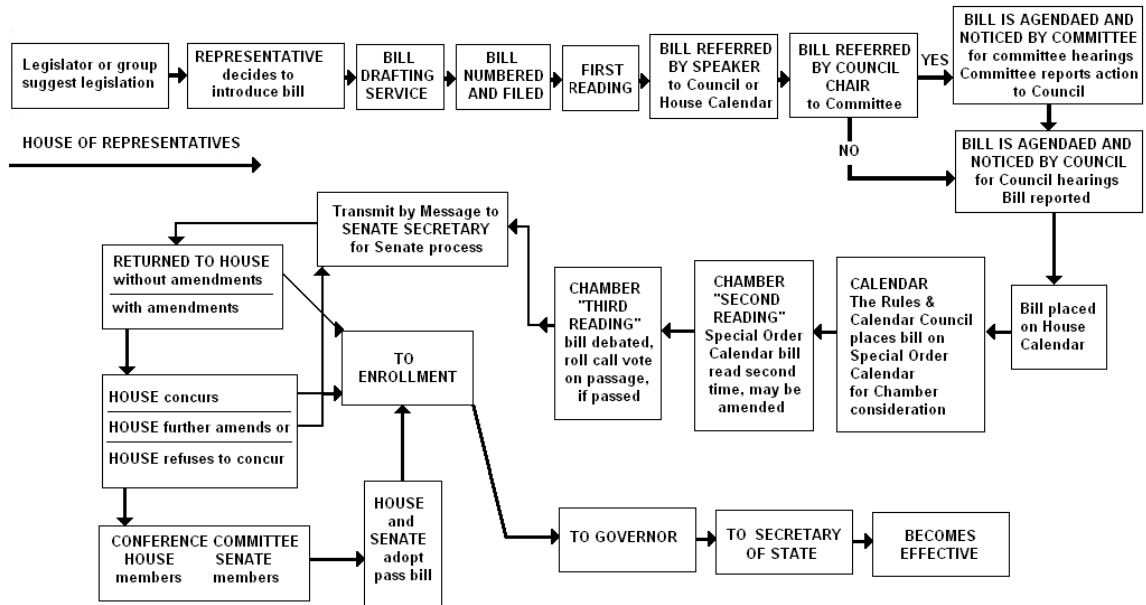 Legislator or group
suggest legislation
REPRESENTATIVE
decides to
introduce bill
BILL
DRAFTING
SERVICE
BILL
NUMBERED
AND FILED
FIRST
READING
BILL REFERRED
BY SPEAKER
to Council or
House Calendar
BILL REFERRED
BY COUNCIL
CHAIR
to Committee
YES
BILL IS AGENDAED AND
NOTICED BY COMMITTEE
for committee hearings
Committee reports action
to Council
HOUSE OF REPRESENTATIVES
NO
BILL IS AGENDAED AND
NOTICED BY COUNCIL
for Council hearings
Bill reported
Bill placed
on House
Calendar
CALENDAR
The Rules &
Calendar Council
places bill on
Special Order
Calendar
for Chamber
consideration
CHAMBER
"SECOND
READING"
Special Order
Calendar bill
read second
time, may be
amended
CHAMBER
"THIRD
READING"
bill debated,
roll call vote
on passage,
if passed
Transmit by Message to
SENATE SECRETARY
for Senate process
RETURNED TO HOUSE
without amendments
with amendments
HOUSE concurs
HOUSE further amends or
HOUSE refuses to concur
CONFERENCE COMMITTEE
HOUSE SENATE
members members
HOUSE
and
SENATE
adopt
pass bill
TO
ENROLLMENT
TO GOVERNOR
TO SECRETARY
OF STATE
BECOMES
EFFECTIVE